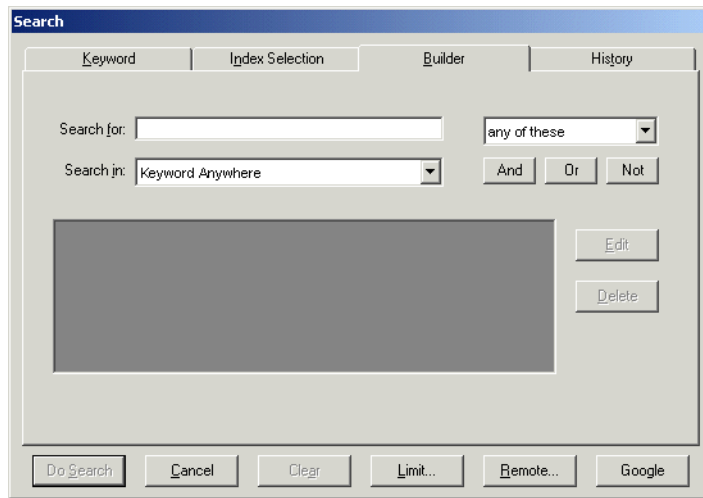 Search
Keyword Index Selection Builder History
Search for: any of these
Search in: Keyword Anywhere And Or Not
Edit
Delete
Do Search Cancel Clear Limit... Remote... Google